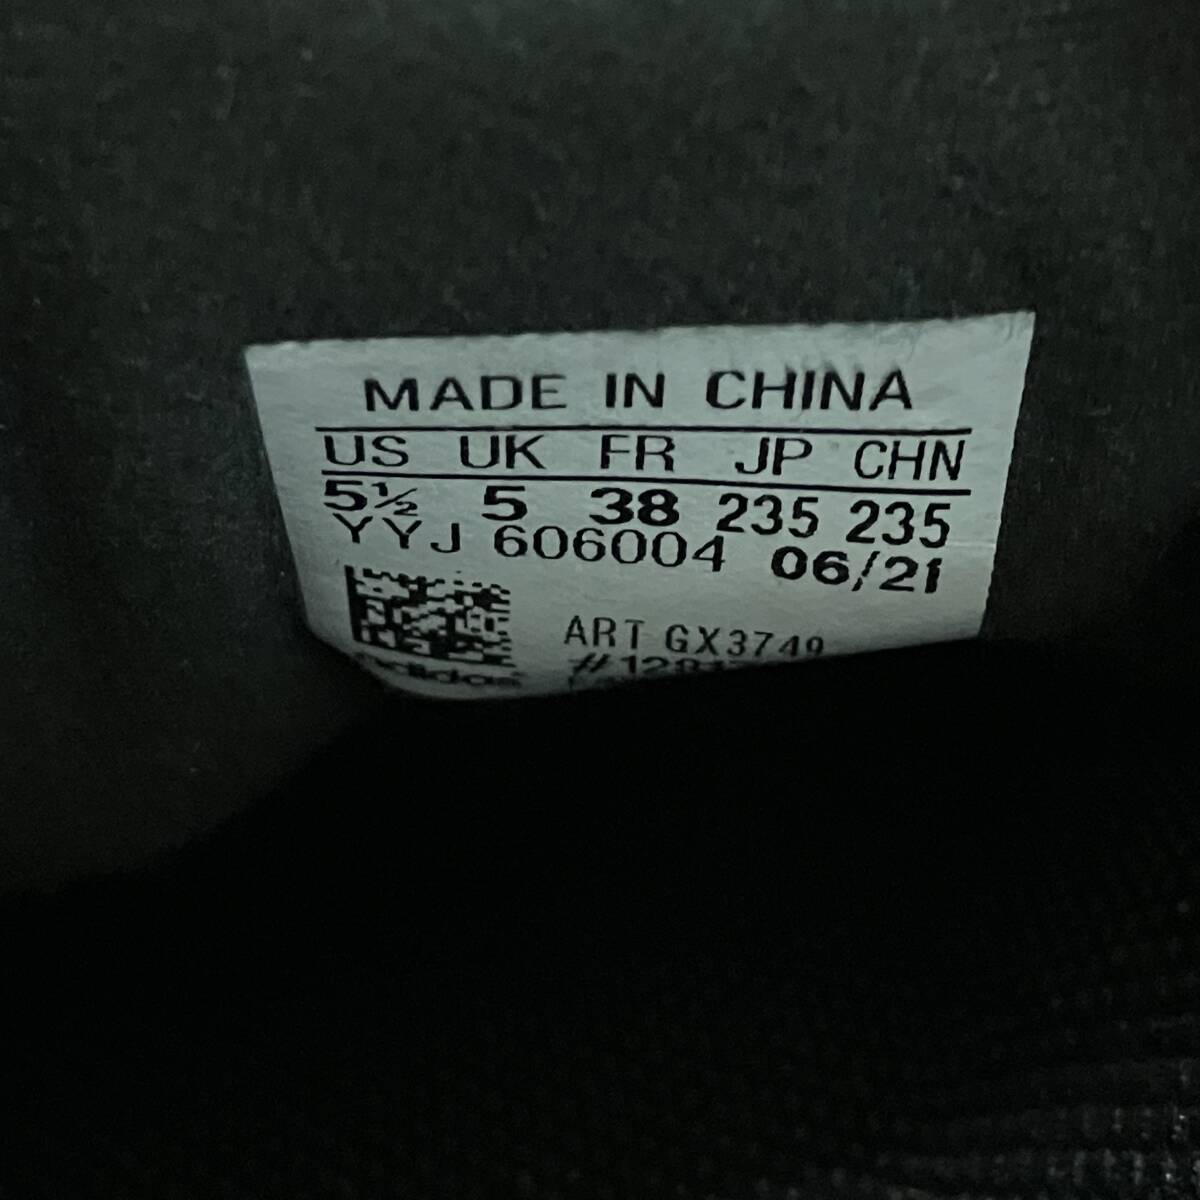 MADE IN CHINA
US UK FR JP CHN
5½ 5 38 235 235
YYJ 606004 06/21
ART GX3749
adidas